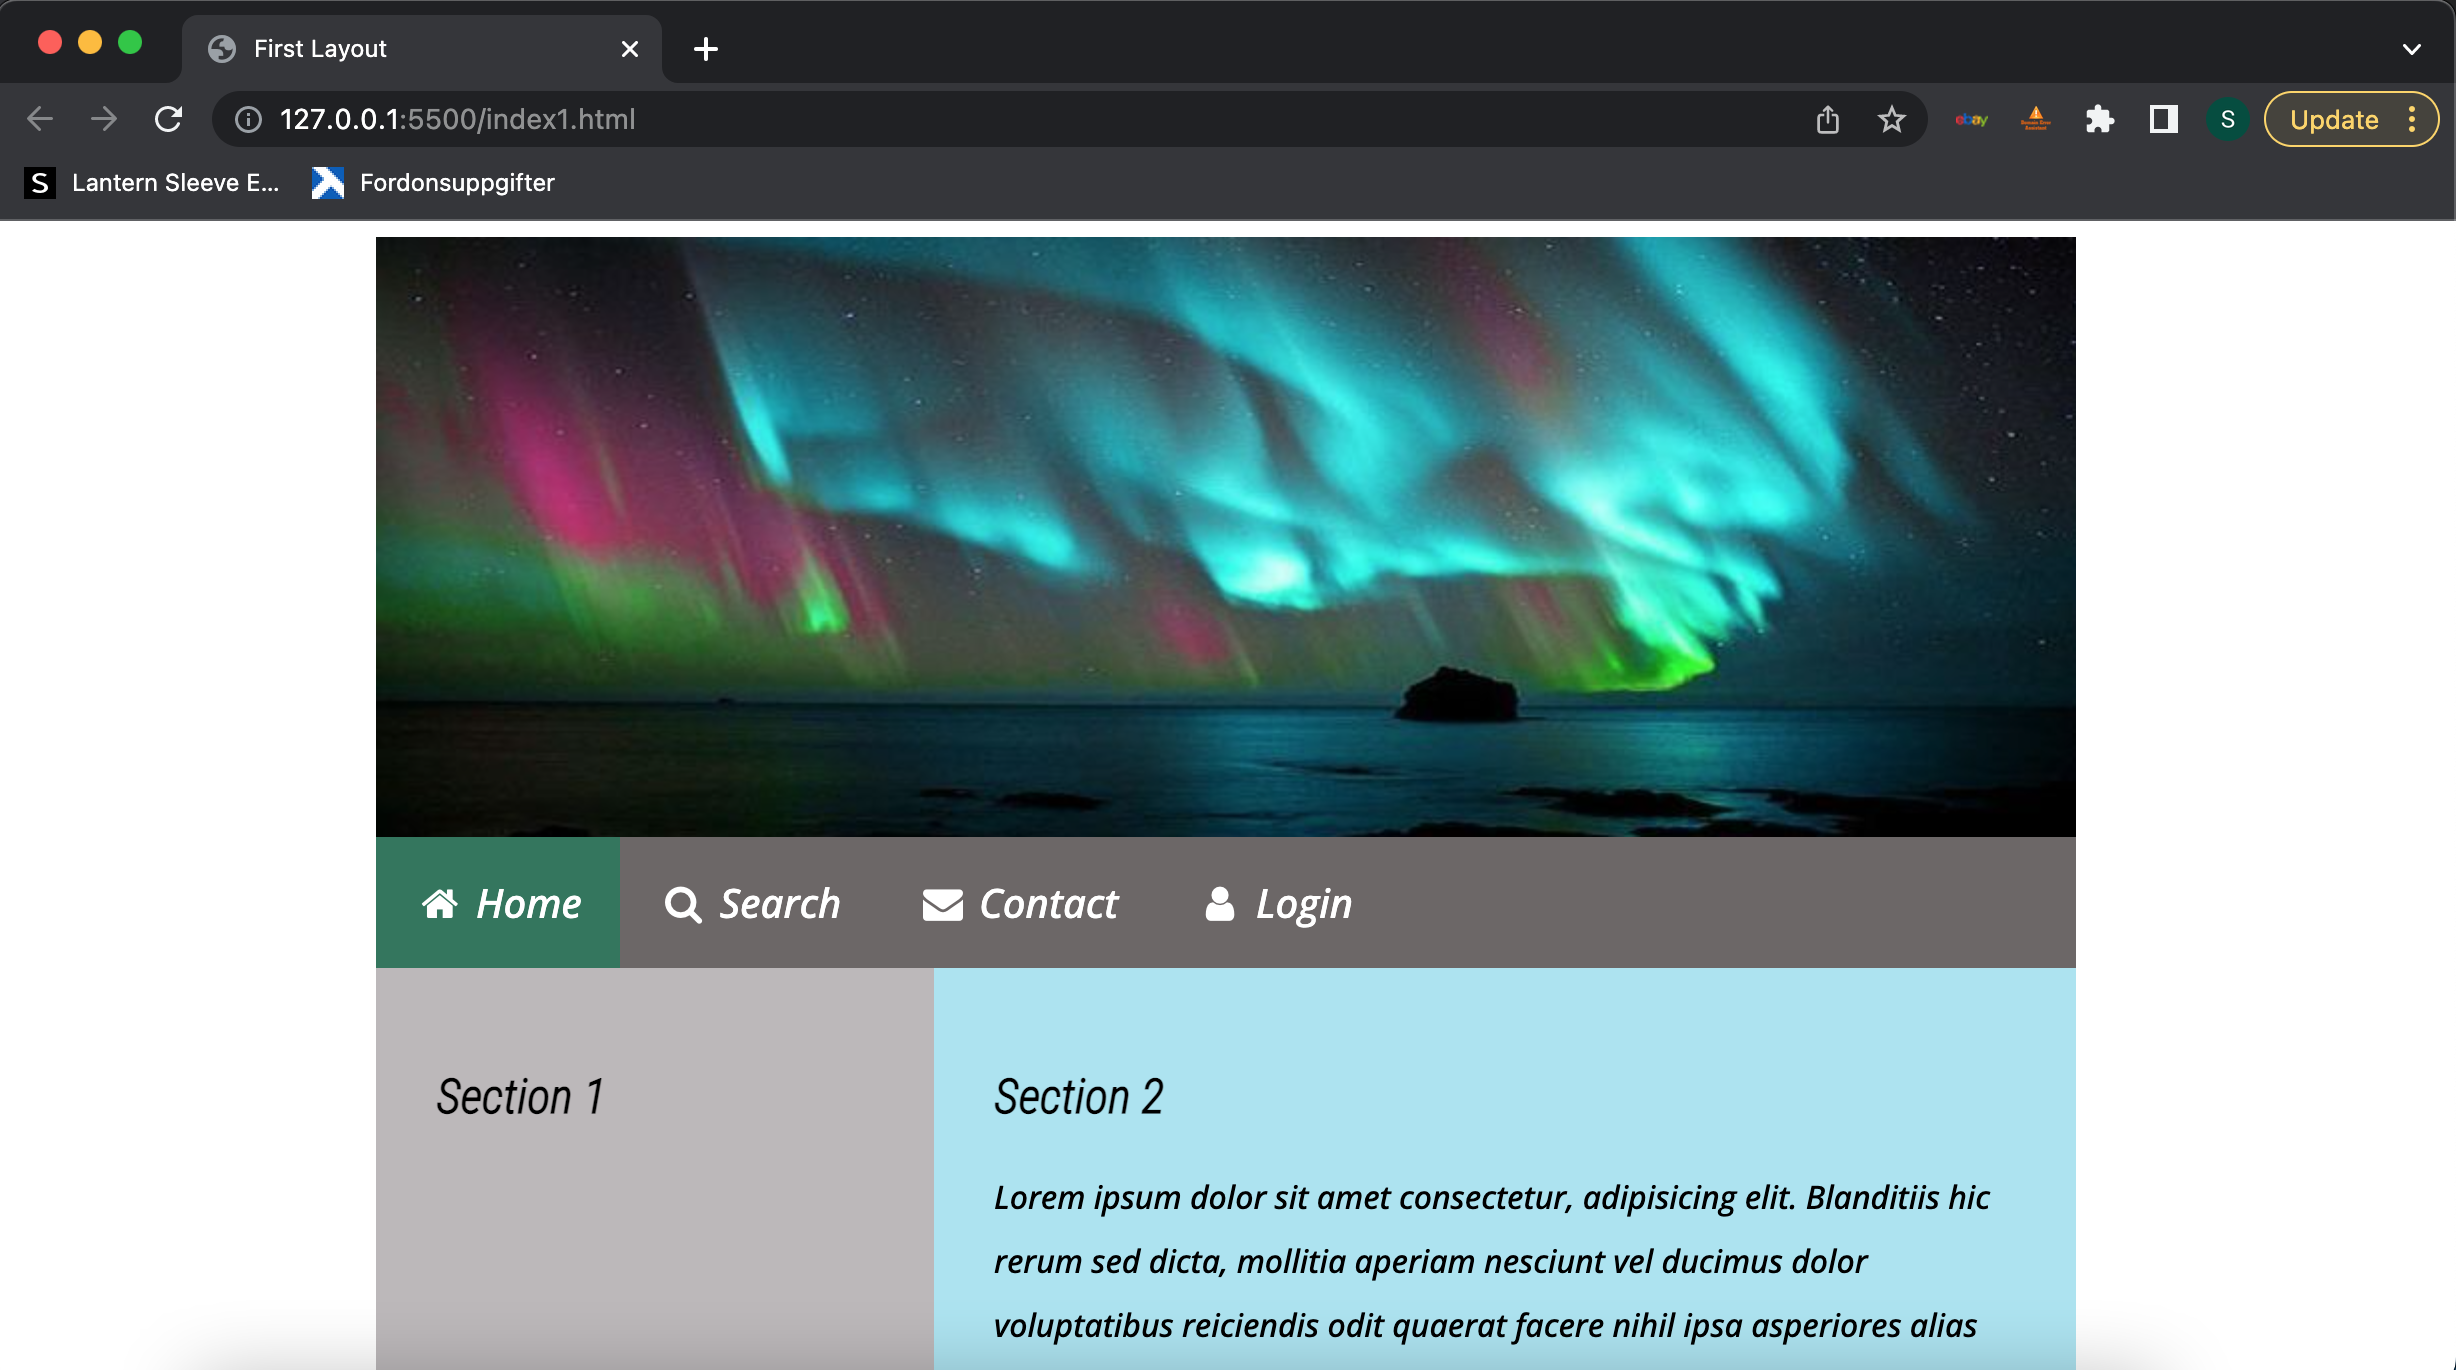 First Layout
127.0.0.1:5500/index1.html
ebay
S
Update
S
Lantern Sleeve E...
Fordonsuppgifter
Home
Search
Contact
Login
Section 1
Section 2
Lorem ipsum dolor sit amet consectetur, adipisicing elit. Blanditiis hic
rerum sed dicta, mollitia aperiam nesciunt vel ducimus dolor
voluptatibus reiciendis odit quaerat facere nihil ipsa asperiores alias